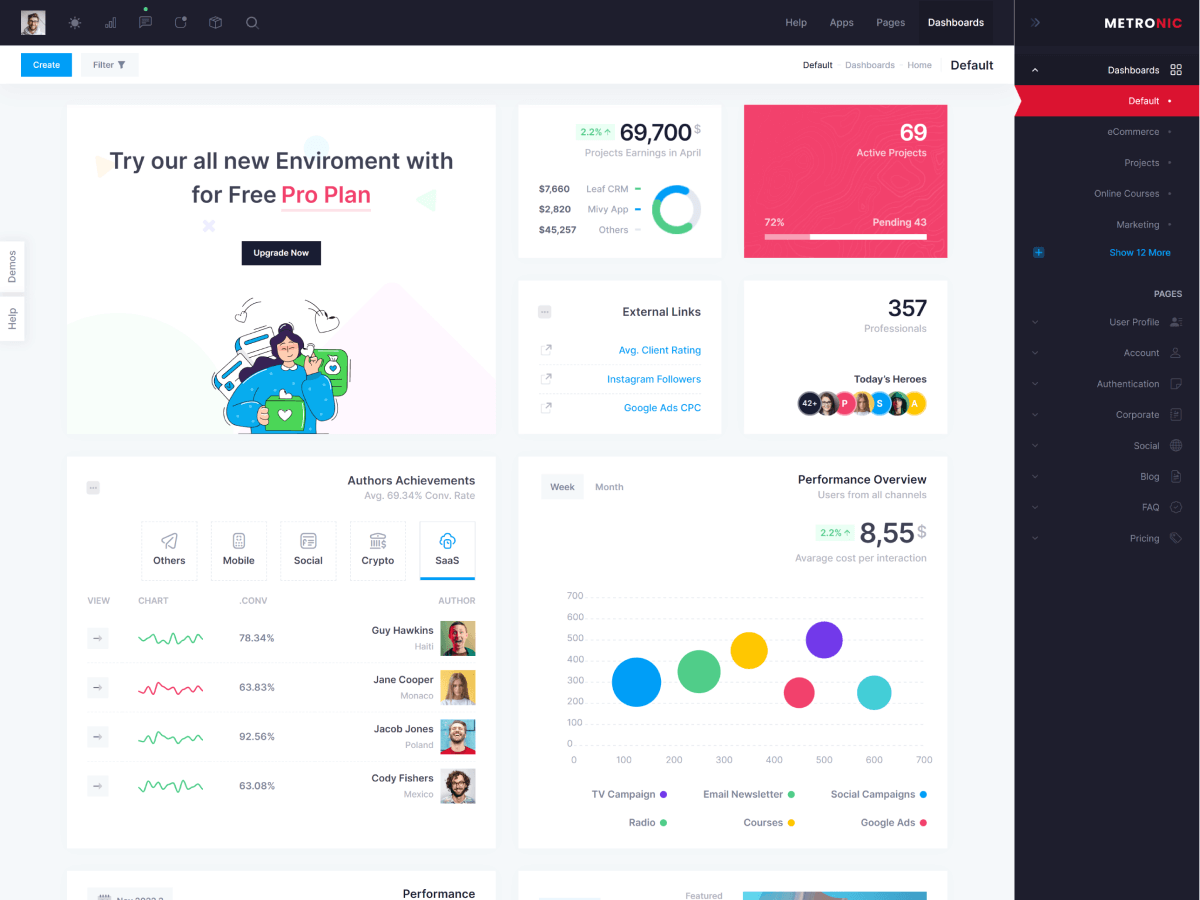 Help
Apps
Pages
Dashboards
METRONIC
Create
Filter
Default · Dashboards · Home
Default
Dashboards
Default
eCommerce
Projects
Online Courses
Marketing
Show 12 More
PAGES
User Profile
Account
Authentication
Corporate
Social
Blog
FAQ
Pricing
Demos
Help
Try our all new Enviroment with
for Free Pro Plan
Upgrade Now
2.2% 69,700 $
Projects Earnings in April
$7,660 Leaf CRM
$2,820 Mivy App
$45,257 Others
69
Active Projects
72% Pending 43
External Links
Avg. Client Rating
Instagram Followers
Google Ads CPC
357
Professionals
Today's Heroes
42+ P S A
Authors Achievements
Avg. 69.34% Conv. Rate
Others Mobile Social Crypto SaaS
VIEW CHART .CONV AUTHOR
78.34% Guy Hawkins
Haiti
63.83% Jane Cooper
Monaco
92.56% Jacob Jones
Poland
63.08% Cody Fishers
Mexico
Week Month
Performance Overview
Users from all channels
2.2% 8,55 $
Avarage cost per interaction
700
600
500
400
300
200
100
0
0 100 200 300 400 500 600 700
TV Campaign Email Newsletter Social Campaigns
Radio Courses Google Ads
Performance
Featured